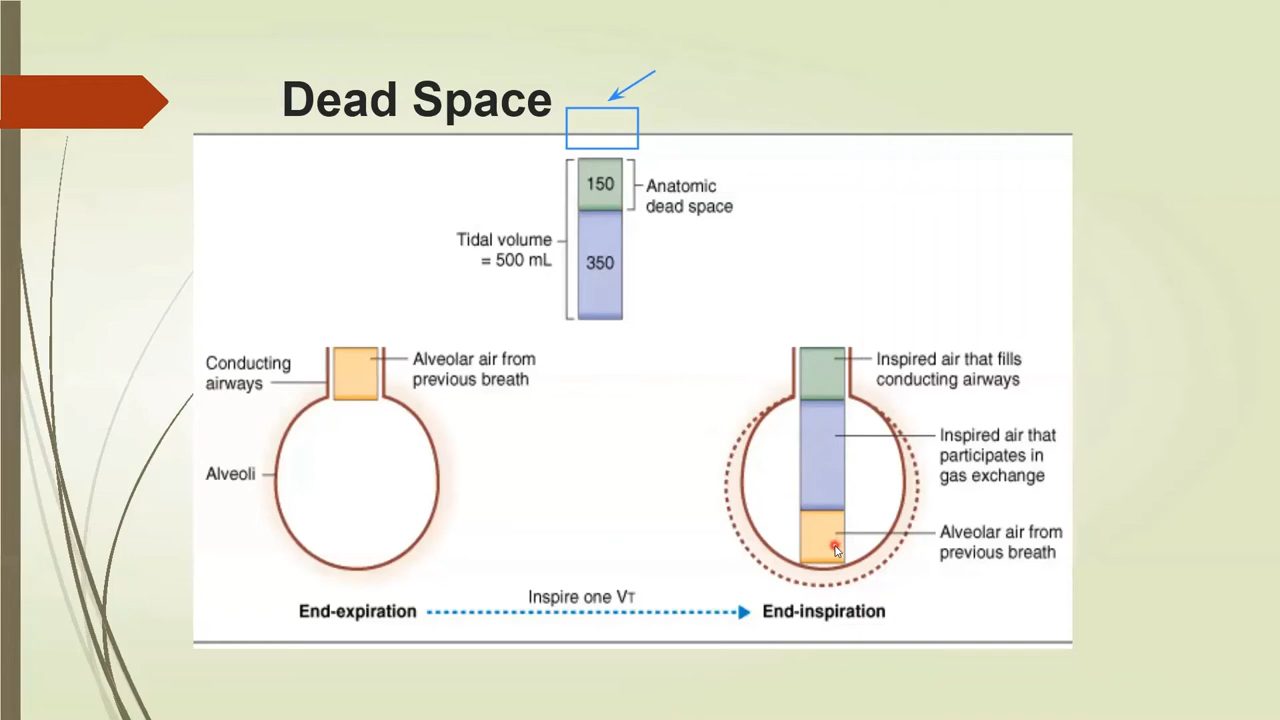 Dead Space
150
Anatomic
dead space
Tidal volume
= 500 mL
350
Conducting
airways
Alveolar air from
previous breath
Alveoli
Inspired air that fills
conducting airways
Inspired air that
participates in
gas exchange
Alveolar air from
previous breath
Inspire one VT
End-expiration
End-inspiration